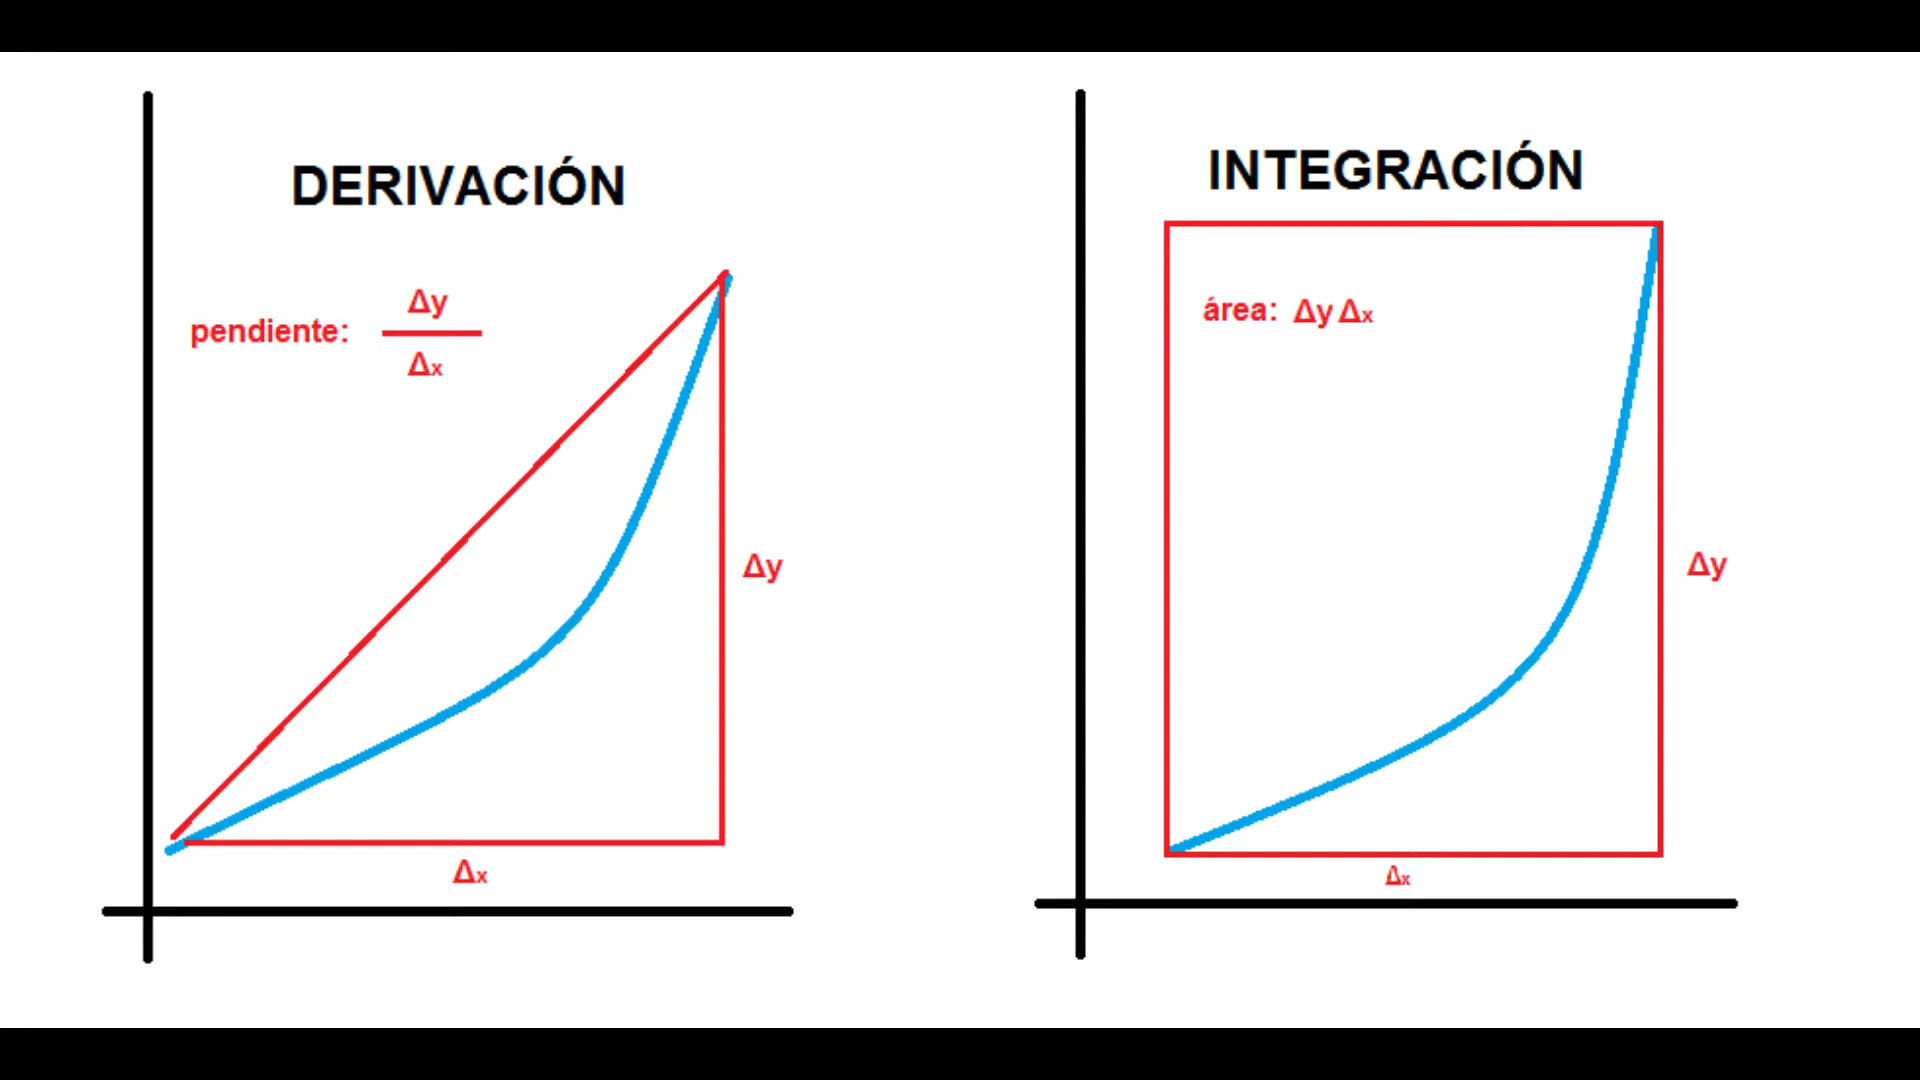 DERIVACIÓN
pendiente: Δy
Δx
Δy
Δx
INTEGRACIÓN
área: Δy Δx
Δy
Δx